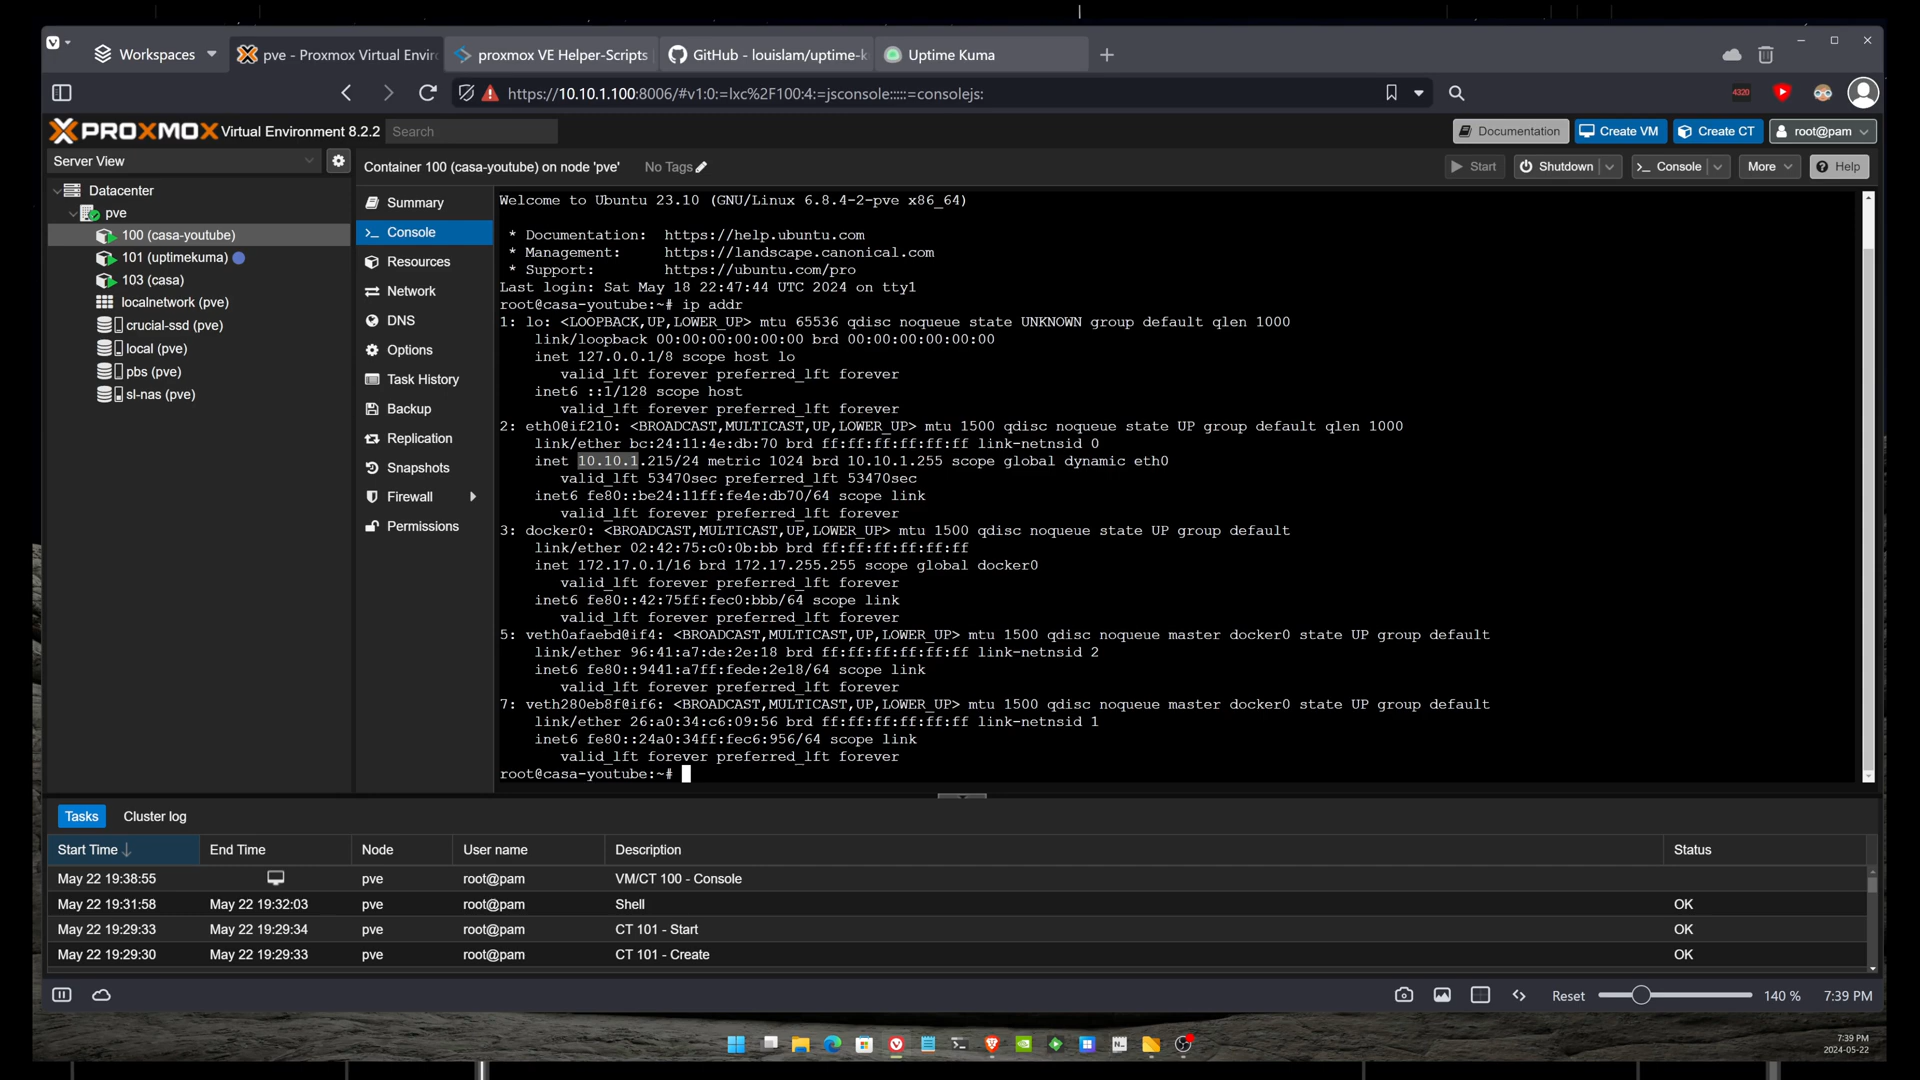 Workspaces
pve - Proxmox Virtual Envir
proxmox VE Helper-Scripts
GitHub - louislam/uptime-k
Uptime Kuma
https://10.10.1.100:8006/#v1:0:=lxc%2F100:4:=jsconsole:::::=consolejs:
4320
PROXMOX Virtual Environment 8.2.2
Search
Documentation
Create VM
Create CT
root@pam
Server View
Container 100 (casa-youtube) on node 'pve'
No Tags
Start
Shutdown
Console
More
Help
Datacenter
pve
100 (casa-youtube)
101 (uptimekuma)
103 (casa)
localnetwork (pve)
crucial-ssd (pve)
local (pve)
pbs (pve)
sl-nas (pve)
Summary
Console
Resources
Network
DNS
Options
Task History
Backup
Replication
Snapshots
Firewall
Permissions
Welcome to Ubuntu 23.10 (GNU/Linux 6.8.4-2-pve x86_64)
* Documentation: https://help.ubuntu.com
* Management: https://landscape.canonical.com
* Support: https://ubuntu.com/pro
Last login: Sat May 18 22:47:44 UTC 2024 on tty1
root@casa-youtube:~# ip addr
1: lo: <LOOPBACK,UP,LOWER_UP> mtu 65536 qdisc noqueue state UNKNOWN group default qlen 1000
link/loopback 00:00:00:00:00:00 brd 00:00:00:00:00:00
inet 127.0.0.1/8 scope host lo
valid_lft forever preferred_lft forever
inet6 ::1/128 scope host
valid_lft forever preferred_lft forever
2: eth0@if210: <BROADCAST,MULTICAST,UP,LOWER_UP> mtu 1500 qdisc noqueue state UP group default qlen 1000
link/ether bc:24:11:4e:db:70 brd ff:ff:ff:ff:ff:ff link-netnsid 0
inet 10.10.1.215/24 metric 1024 brd 10.10.1.255 scope global dynamic eth0
valid_lft 53470sec preferred_lft 53470sec
inet6 fe80::be24:11ff:fe4e:db70/64 scope link
valid_lft forever preferred_lft forever
3: docker0: <BROADCAST,MULTICAST,UP,LOWER_UP> mtu 1500 qdisc noqueue state UP group default
link/ether 02:42:75:c0:0b:bb brd ff:ff:ff:ff:ff:ff
inet 172.17.0.1/16 brd 172.17.255.255 scope global docker0
valid_lft forever preferred_lft forever
inet6 fe80::42:75ff:fec0:bbb/64 scope link
valid_lft forever preferred_lft forever
5: veth0afaebd@if4: <BROADCAST,MULTICAST,UP,LOWER_UP> mtu 1500 qdisc noqueue master docker0 state UP group default
link/ether 96:41:a7:de:2e:18 brd ff:ff:ff:ff:ff:ff link-netnsid 2
inet6 fe80::9441:a7ff:fede:2e18/64 scope link
valid_lft forever preferred_lft forever
7: veth280eb8f@if6: <BROADCAST,MULTICAST,UP,LOWER_UP> mtu 1500 qdisc noqueue master docker0 state UP group default
link/ether 26:a0:34:c6:09:56 brd ff:ff:ff:ff:ff:ff link-netnsid 1
inet6 fe80::24a0:34ff:fec6:956/64 scope link
valid_lft forever preferred_lft forever
root@casa-youtube:~#
Tasks
Cluster log
Start Time
End Time
Node
User name
Description
Status
May 22 19:38:55
pve
root@pam
VM/CT 100 - Console
May 22 19:31:58
May 22 19:32:03
pve
root@pam
Shell
OK
May 22 19:29:33
May 22 19:29:34
pve
root@pam
CT 101 - Start
OK
May 22 19:29:30
May 22 19:29:33
pve
root@pam
CT 101 - Create
OK
Reset
140 %
7:39 PM
7:39 PM
2024-05-22